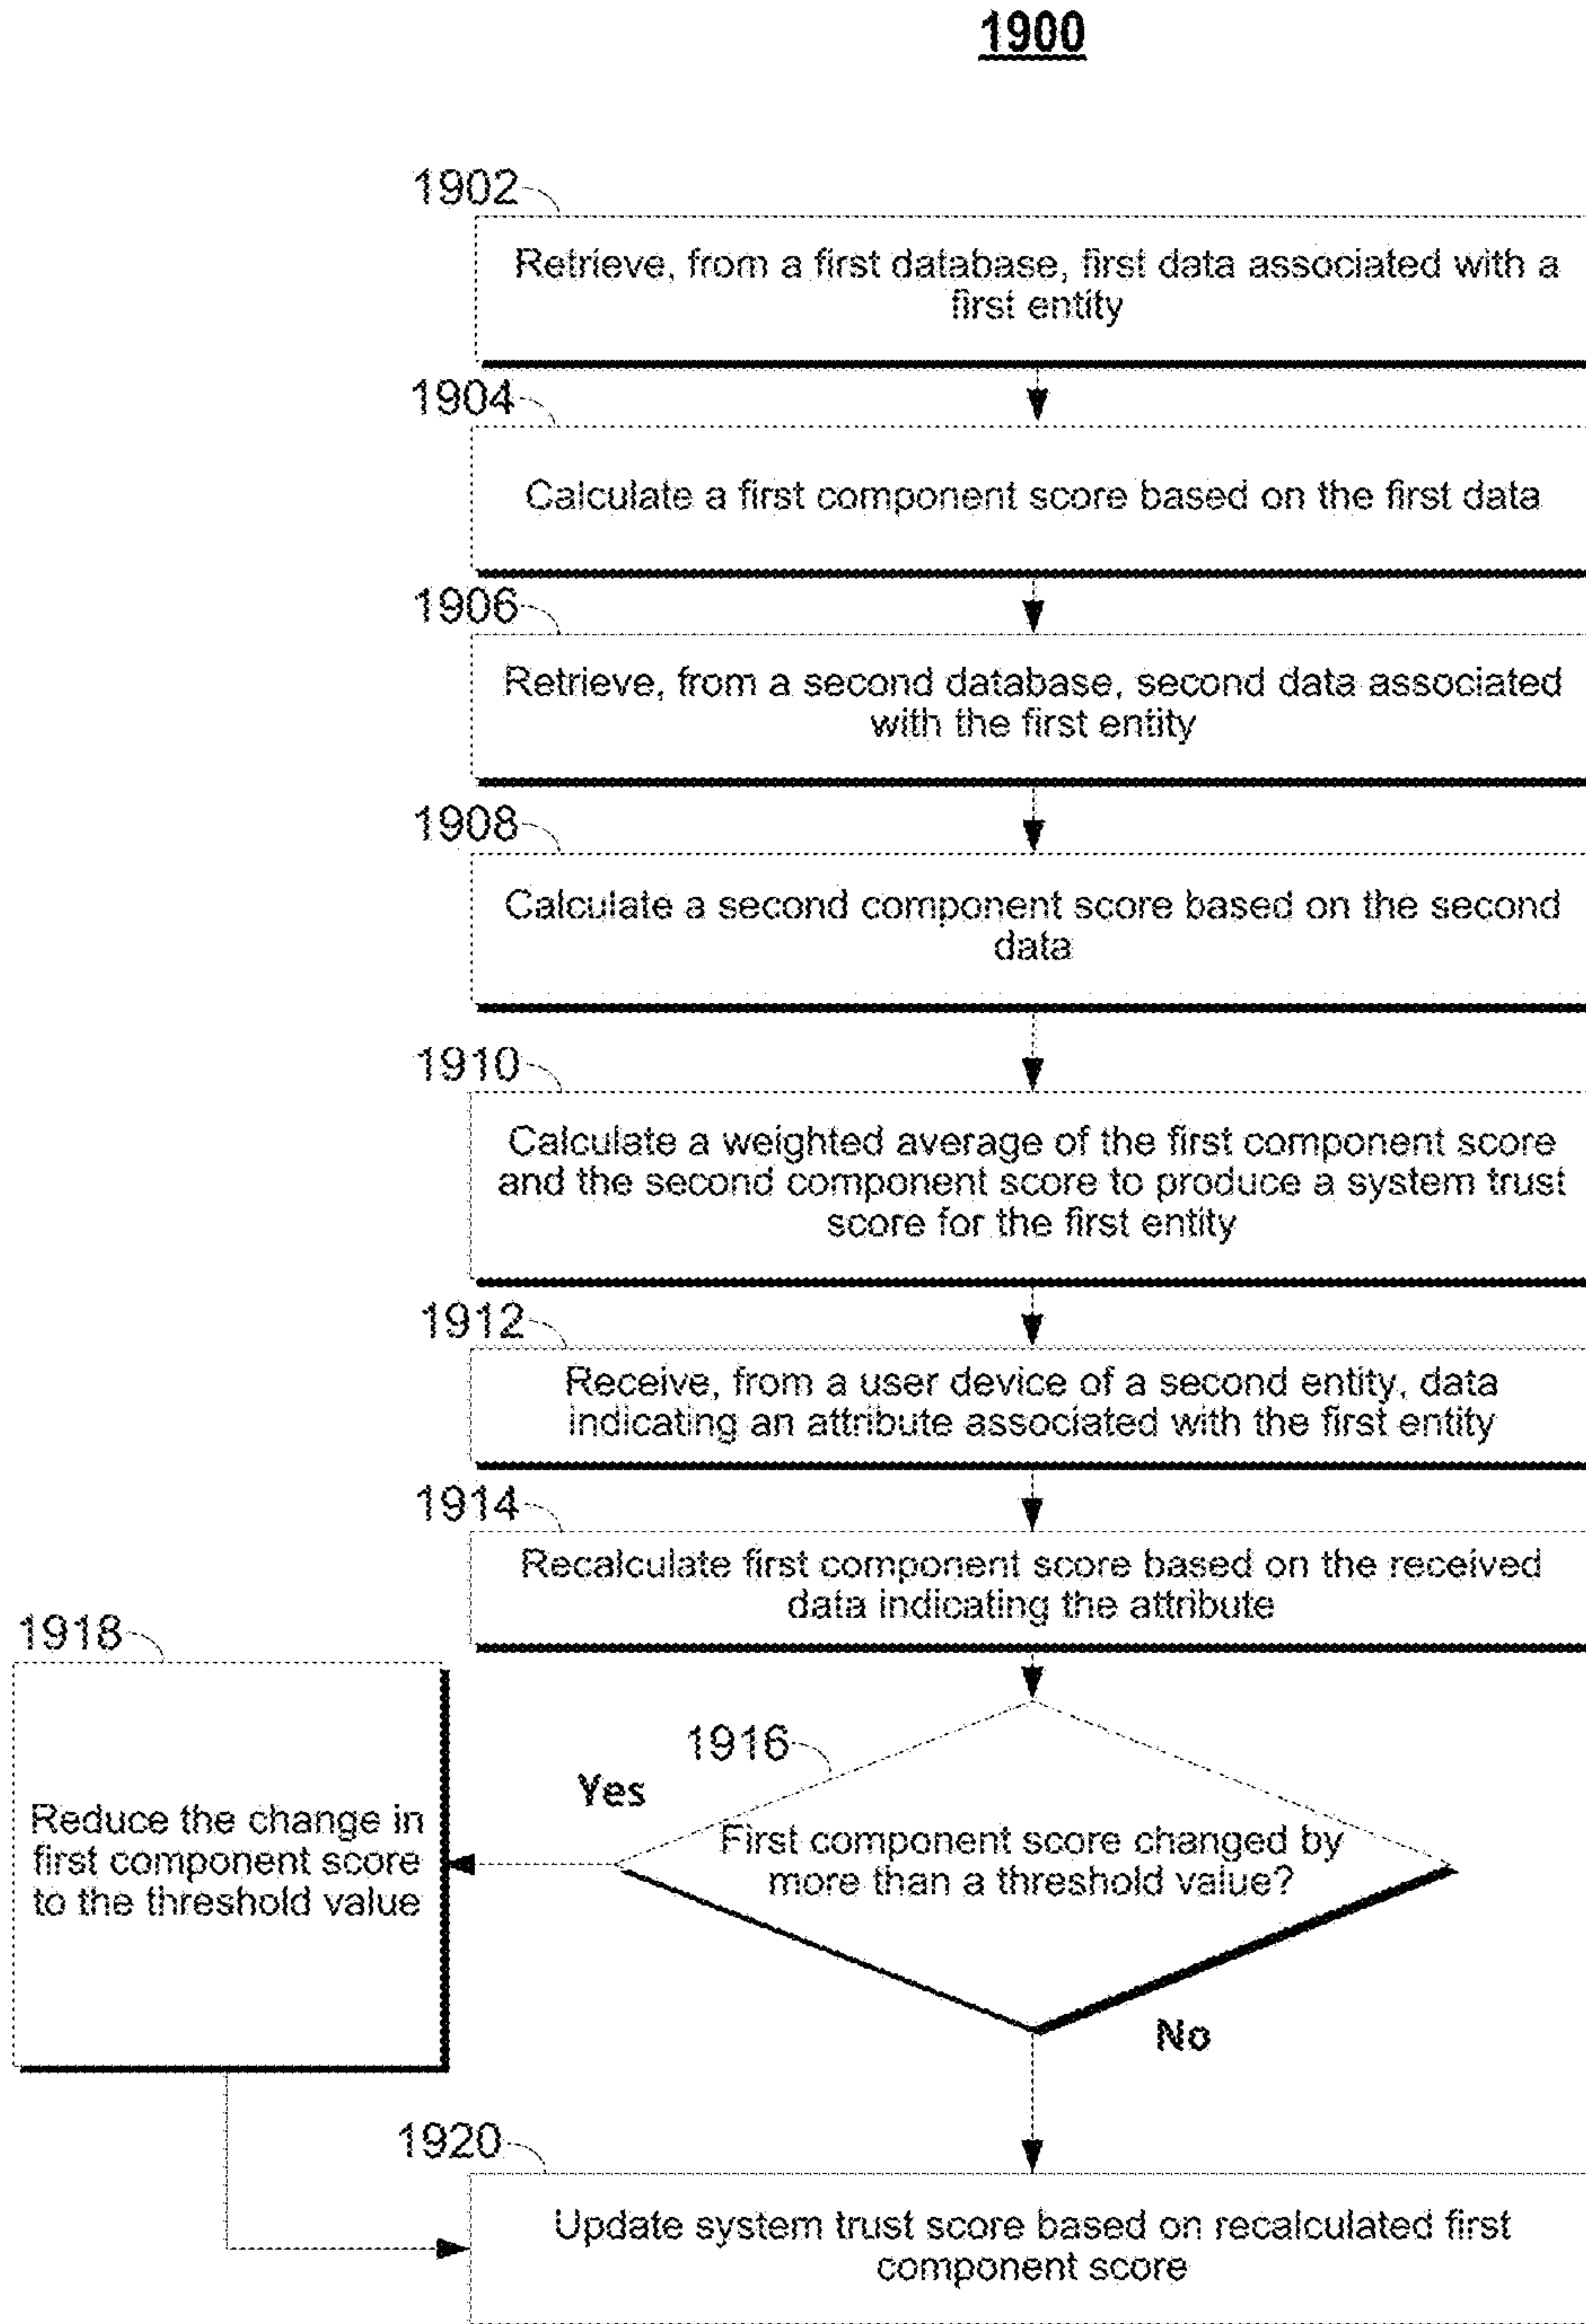 1900
1902
Retrieve, from a first database, first data associated with a
first entity
1904
Calculate a first component score based on the first data
1906
Retrieve, from a second database, second data associated
with the first entity
1908
Calculate a second component score based on the second
data
1910
Calculate a weighted average of the first component score
and the second component score to produce a system trust
score for the first entity
1912
Receive, from a user device of a second entity, data
indicating an attribute associated with the first entity
1914
Recalculate first component score based on the received
data indicating the attribute
1916
First component score changed by
more than a threshold value?
Yes
1918
Reduce the change in
first component score
to the threshold value
No
1920
Update system trust score based on recalculated first
component score